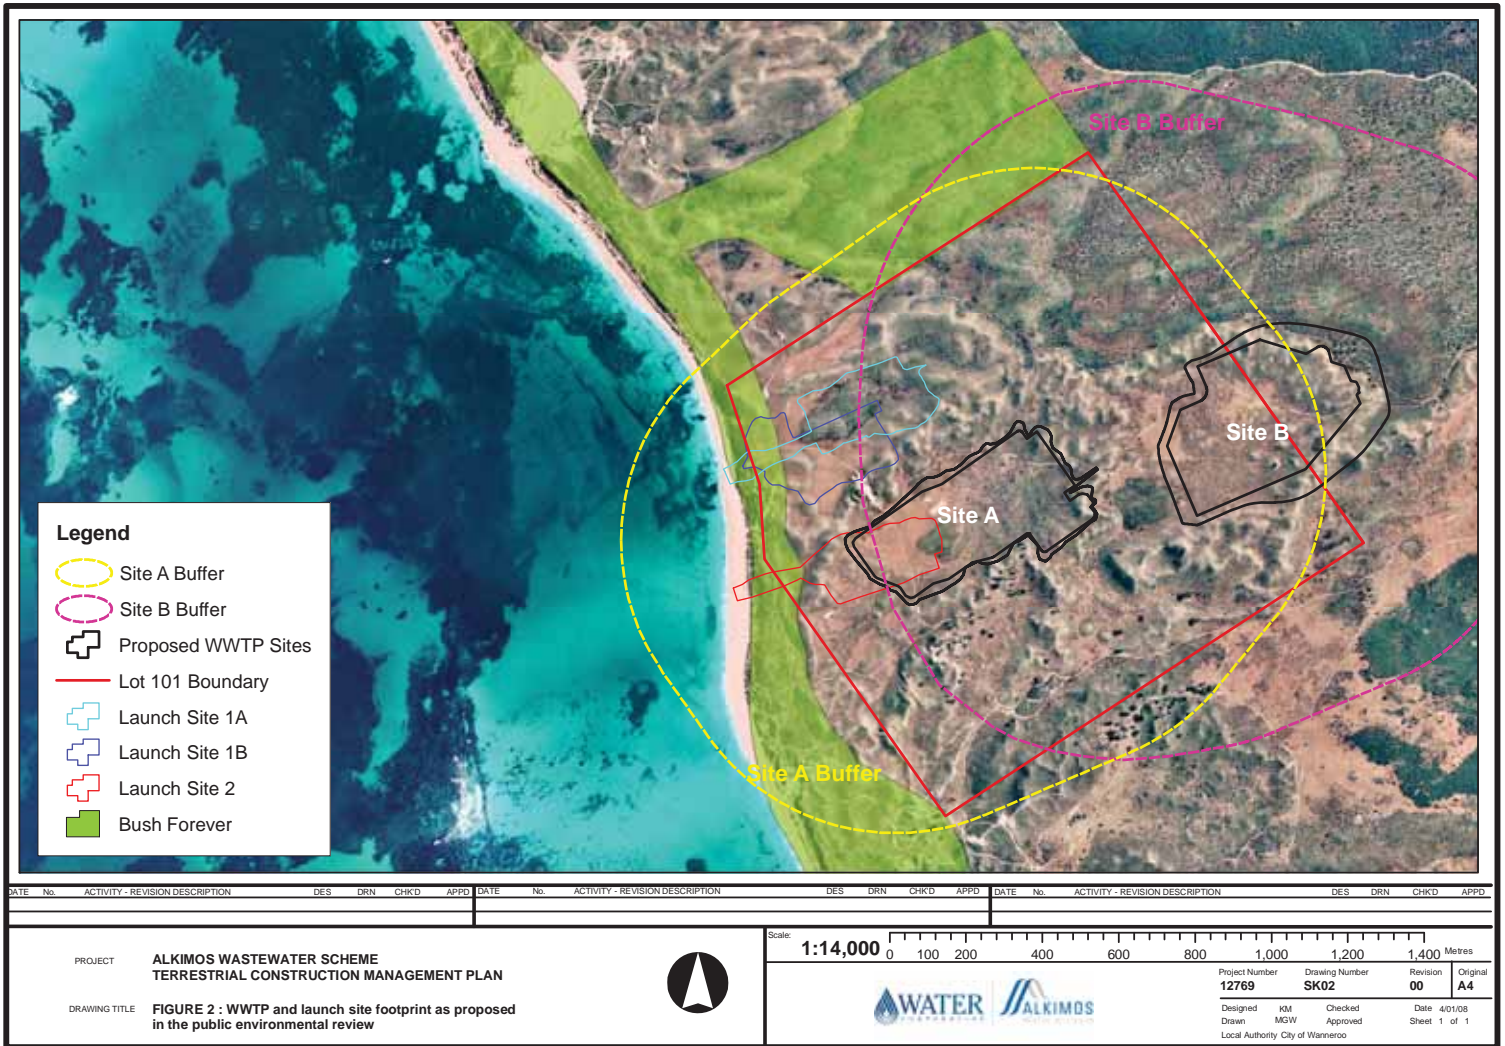 Site B Buffer
Site B
Site A
Site A Buffer
Legend
Site A Buffer
Site B Buffer
Proposed WWTP Sites
Lot 101 Boundary
Launch Site 1A
Launch Site 1B
Launch Site 2
Bush Forever
DATE No. ACTIVITY - REVISION DESCRIPTION DES DRN CHK'D APPD DATE No. ACTIVITY - REVISION DESCRIPTION DES DRN CHK'D APPD DATE No. ACTIVITY - REVISION DESCRIPTION DES DRN CHK'D APPD
PROJECT ALKIMOS WASTEWATER SCHEME
TERRESTRIAL CONSTRUCTION MANAGEMENT PLAN
DRAWING TITLE FIGURE 2 : WWTP and launch site footprint as proposed
in the public environmental review
Scale:
1:14,000 0 100 200 400 600 800 1,000 1,200 1,400 Metres
WATER
CORPORATION
ALKIMOS
Project Number Drawing Number Revision Original
12769 SK02 00 A4
Designed KM Checked Date 4/01/08
Drawn MGW Approved Sheet 1 of 1
Local Authority City of Wanneroo